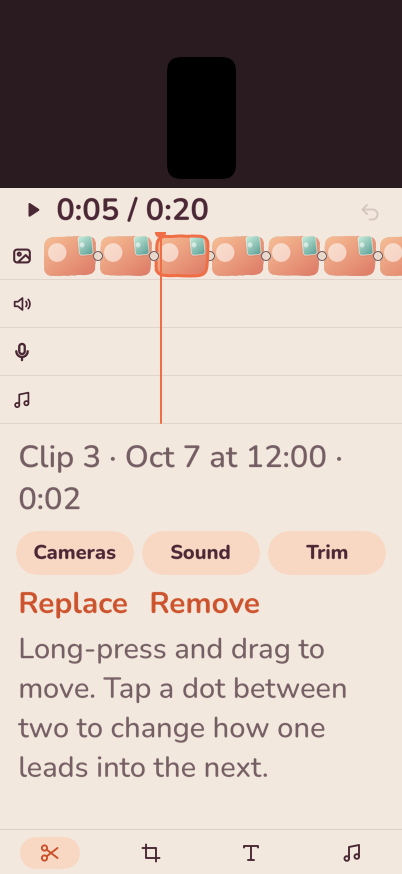 0:05 / 0:20
Clip 3 · Oct 7 at 12:00 ·
0:02
Cameras Sound Trim
Replace Remove
Long-press and drag to
move. Tap a dot between
two to change how one
leads into the next.